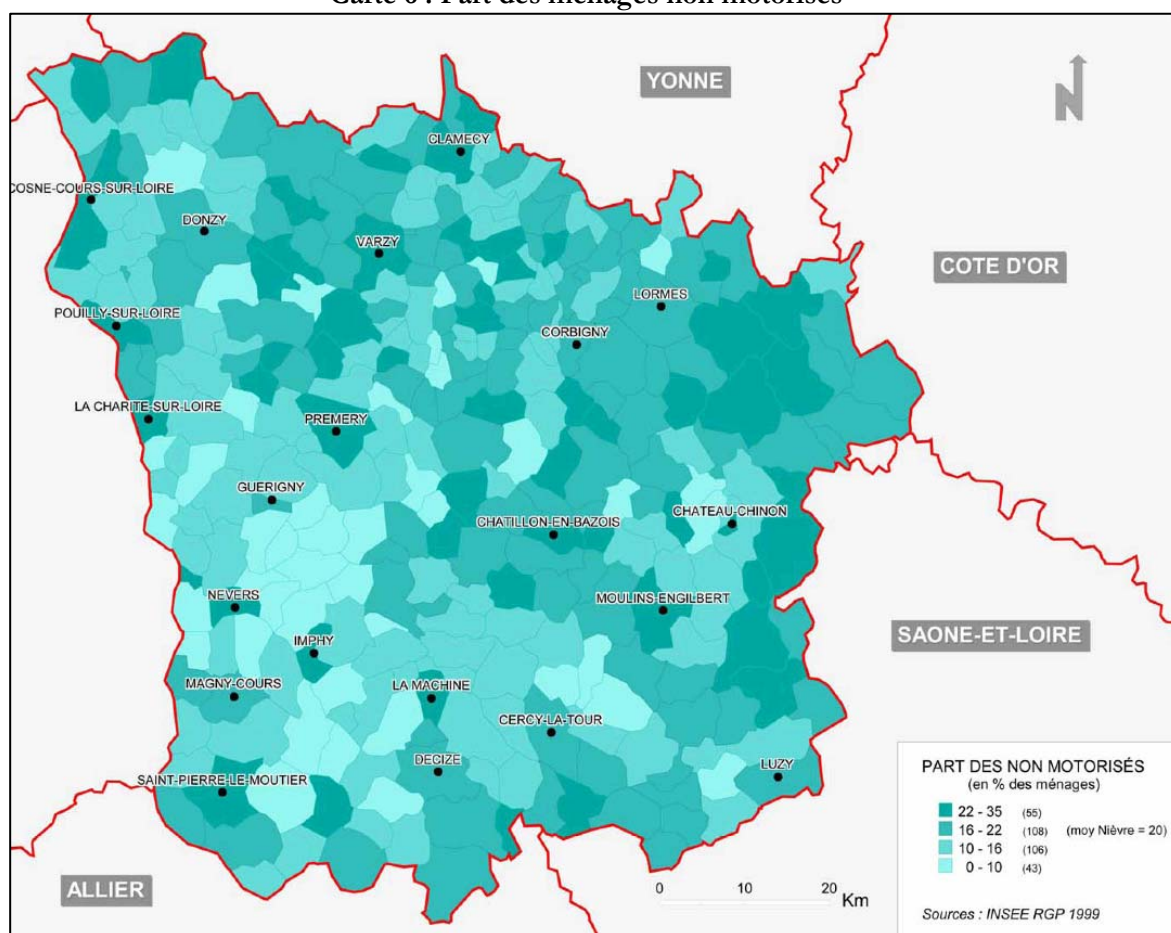 Carte 6 : Part des ménages non motorisés
YONNE
N
CLAMECY
COSNE-COURS-SUR-LOIRE
DONZY
VARZY
COTE D'OR
LORMES
POUILLY-SUR-LOIRE
CORBIGNY
LA CHARITE-SUR-LOIRE
PREMERY
GUERIGNY
CHATEAU-CHINON
CHATILLON-EN-BAZOIS
NEVERS
MOULINS-ENGILBERT
SAONE-ET-LOIRE
IMPHY
MAGNY-COURS
LA MACHINE
CERCY-LA-TOUR
DECIZE
LUZY
SAINT-PIERRE-LE-MOUTIER
PART DES NON MOTORISÉS
(en % des ménages)
22 - 35 (55)
16 - 22 (108) (moy Nièvre = 20)
10 - 16 (106)
0 - 10 (43)
ALLIER
0 10 20
Km
Sources : INSEE RGP 1999